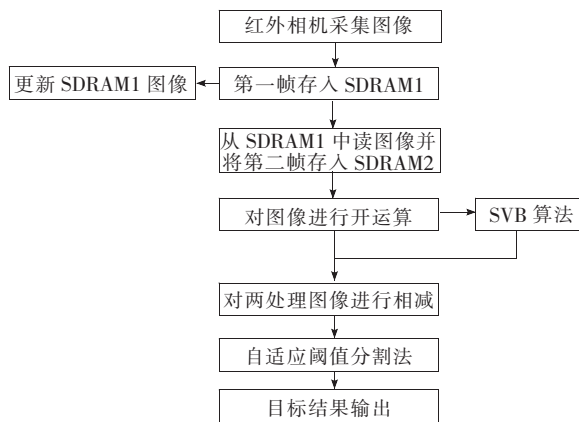 红外相机采集图像
更新 SDRAM1 图像
第一帧存入 SDRAM1
从 SDRAM1 中读图像并
将第二帧存入 SDRAM2
对图像进行开运算
SVB 算法
对两处理图像进行相减
自适应阈值分割法
目标结果输出